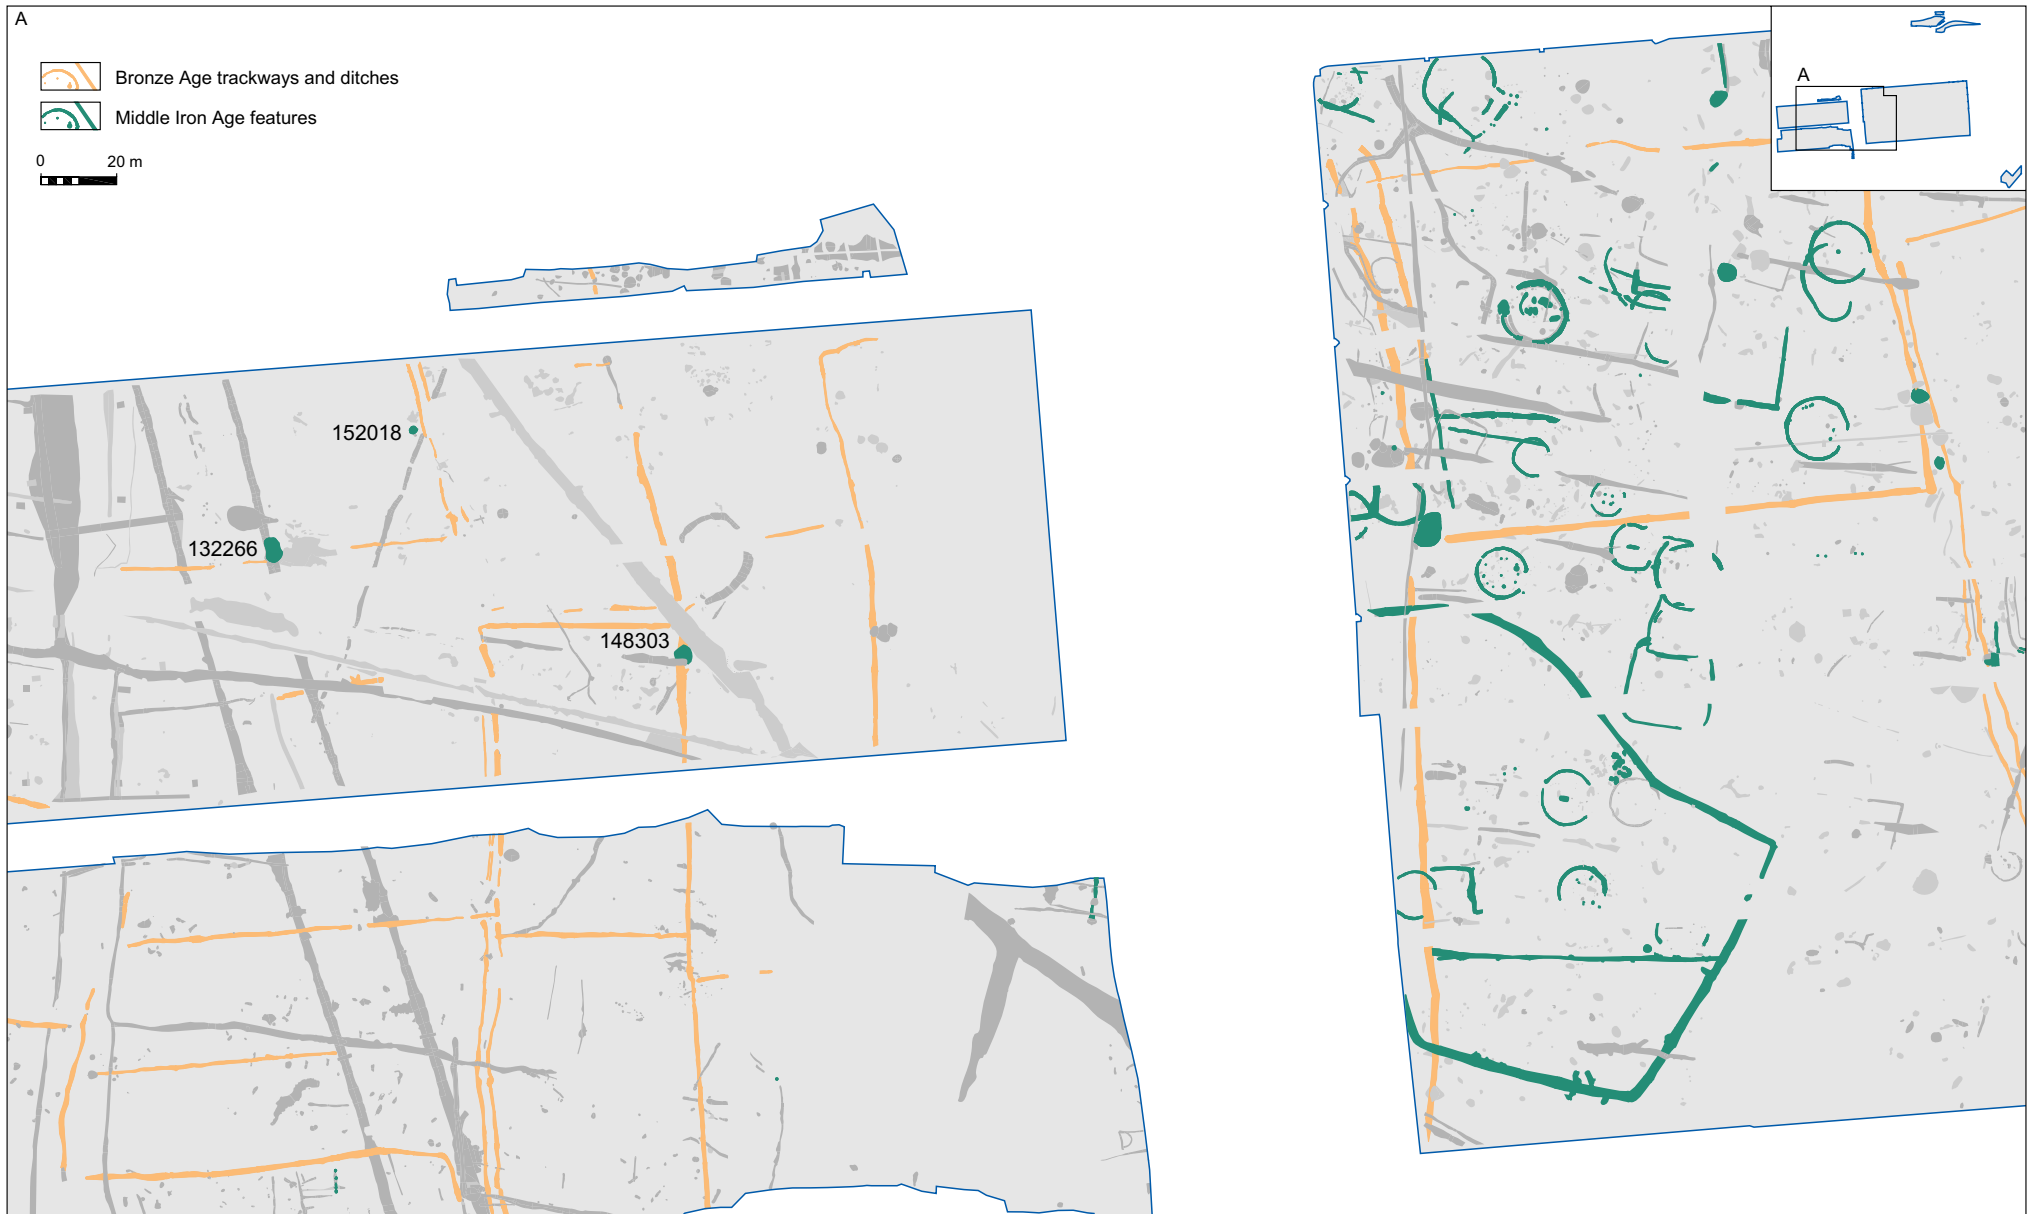 A
Bronze Age trackways and ditches
Middle Iron Age features
0 20 m
A
152018
132266
148303